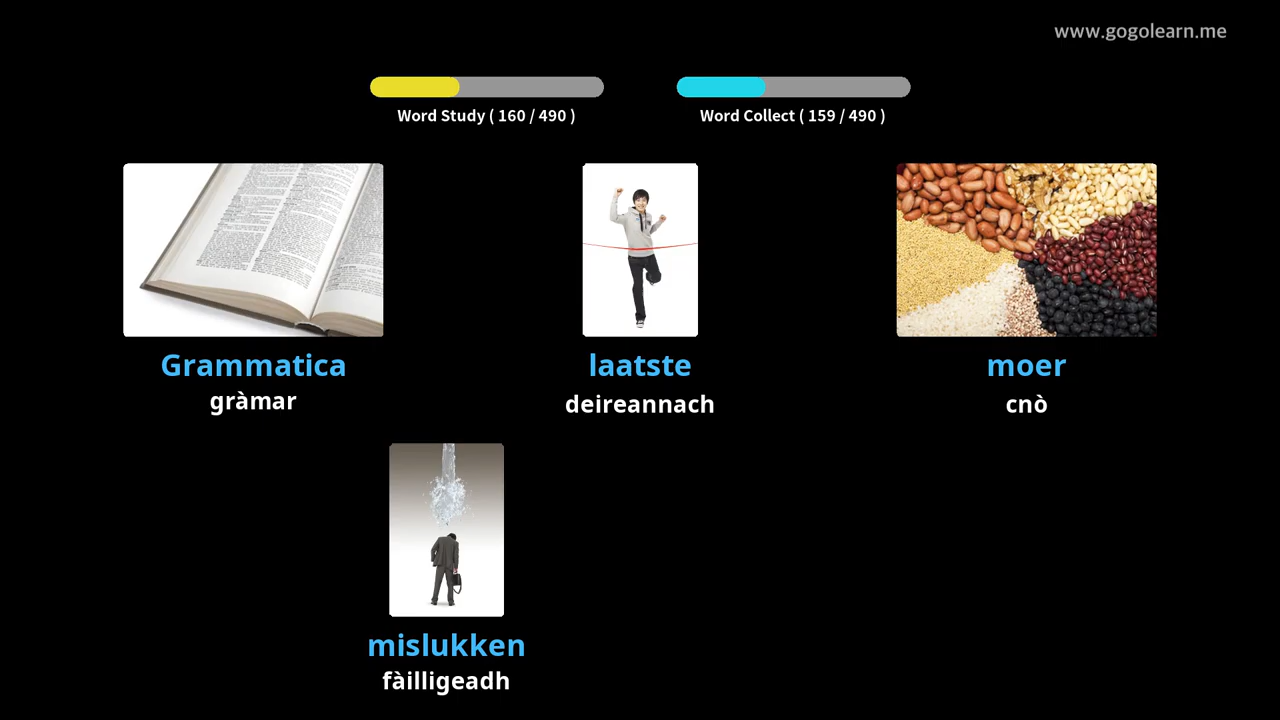 www.gogolearn.me
Word Study ( 160 / 490 )
Word Collect ( 159 / 490 )
Grammatica
gràmar
laatste
deireannach
moer
cnò
mislukken
fàilligeadh